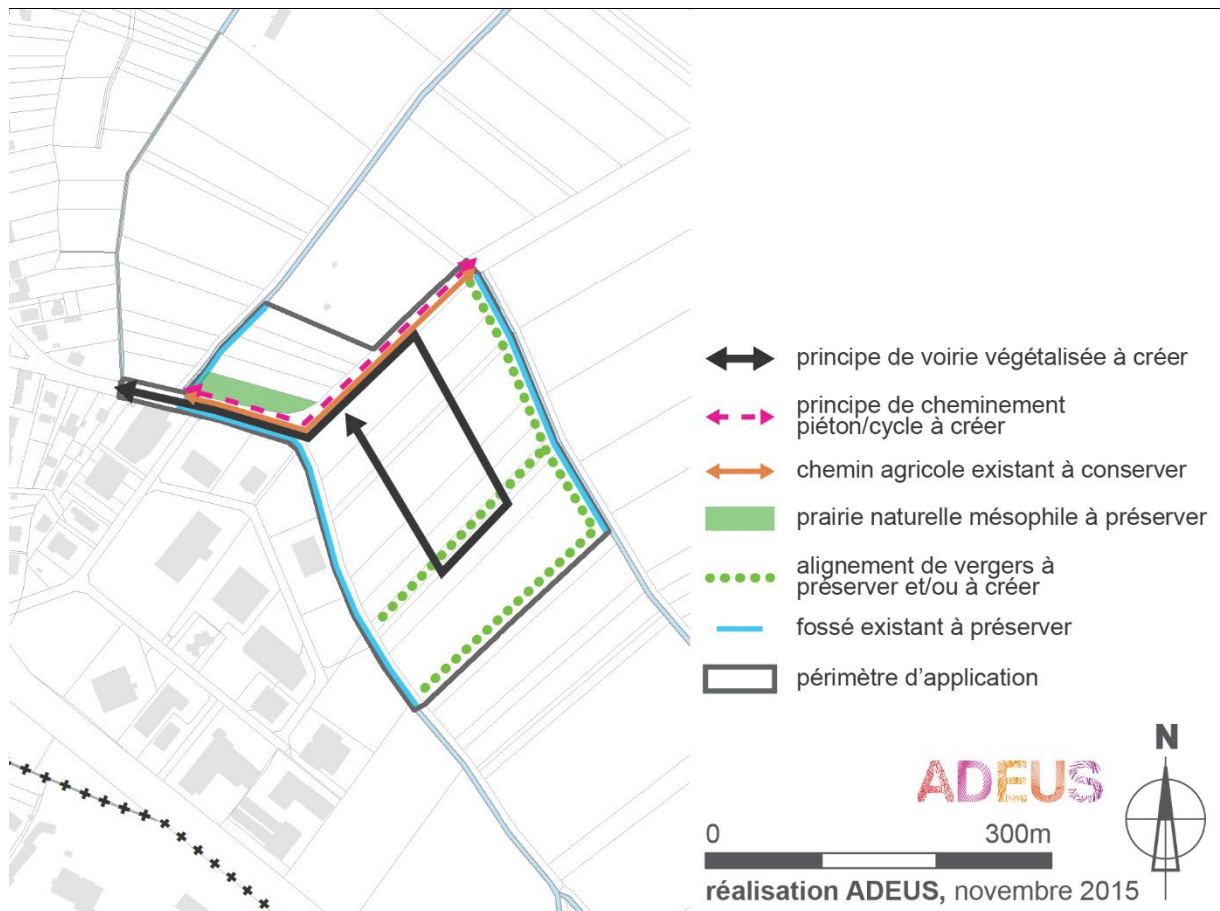 principe de voirie végétalisée à créer
principe de cheminement
piéton/cycle à créer
chemin agricole existant à conserver
prairie naturelle mésophile à préserver
alignement de vergers à
préserver et/ou à créer
fossé existant à préserver
périmètre d'application
N
ADEUS
0 300m
réalisation ADEUS, novembre 2015